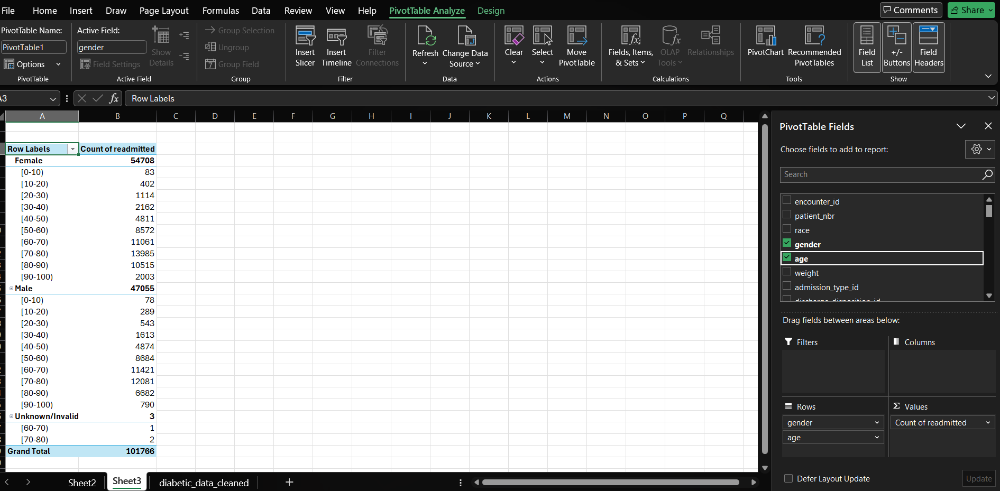 File Home Insert Draw Page Layout Formulas Data Review View Help PivotTable Analyze Design Comments Share
PivotTable Name:
PivotTable1
Options
PivotTable
Active Field:
gender
Field Settings
Show Details
Active Field
Group Selection
Ungroup
Group Field
Group
Insert Slicer
Insert Timeline
Filter Connections
Filter
Refresh
Change Data Source
Data
Clear
Select
Move PivotTable
Actions
Fields, Items, & Sets
OLAP Tools
Relationships
Calculations
PivotChart
Recommended PivotTables
Tools
Field List
+/- Buttons
Field Headers
Show
A3 fx Row Labels
A B C D E F G H I J K L M N O P Q
Row Labels Count of readmitted
Female 54708
[0-10) 83
[10-20) 402
[20-30) 1114
[30-40) 2162
[40-50) 4811
[50-60) 8572
[60-70) 11061
[70-80) 13985
[80-90) 10515
[90-100) 2003
Male 47055
[0-10) 78
[10-20) 289
[20-30) 543
[30-40) 1613
[40-50) 4874
[50-60) 8684
[60-70) 11421
[70-80) 12081
[80-90) 6682
[90-100) 790
Unknown/Invalid 3
[60-70) 1
[70-80) 2
Grand Total 101766
Sheet2 Sheet3 diabetic_data_cleaned
PivotTable Fields
Choose fields to add to report:
Search
encounter_id
patient_nbr
race
gender
age
weight
admission_type_id
discharge_disposition_id
Drag fields between areas below:
Filters
Columns
Rows
gender
age
Values
Count of readmitted
Defer Layout Update
Update